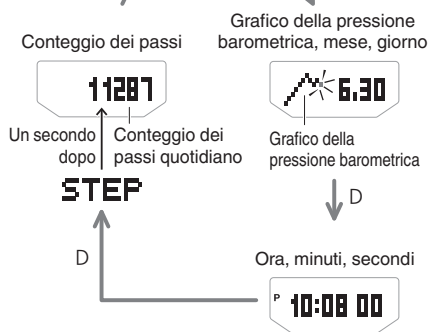 Grafico della pressione
barometrica, mese, giorno
Conteggio dei passi
11287
6.30
Un secondo
dopo
Conteggio dei
passi quotidiano
Grafico della
pressione barometrica
STEP
D
D
Ora, minuti, secondi
P 10:08 00